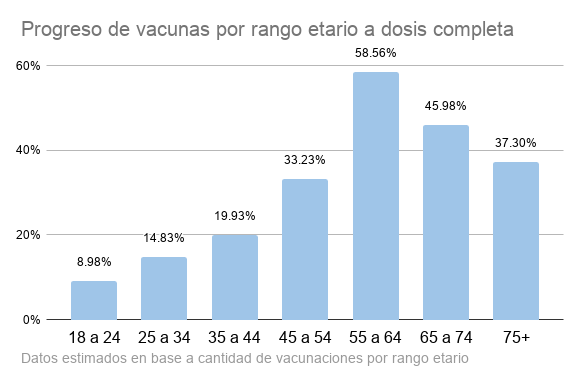 Progreso de vacunas por rango etario a dosis completa
60%
40%
20%
0%
8.98%
14.83%
19.93%
33.23%
58.56%
45.98%
37.30%
18 a 24
25 a 34
35 a 44
45 a 54
55 a 64
65 a 74
75+
Datos estimados en base a cantidad de vacunaciones por rango etario